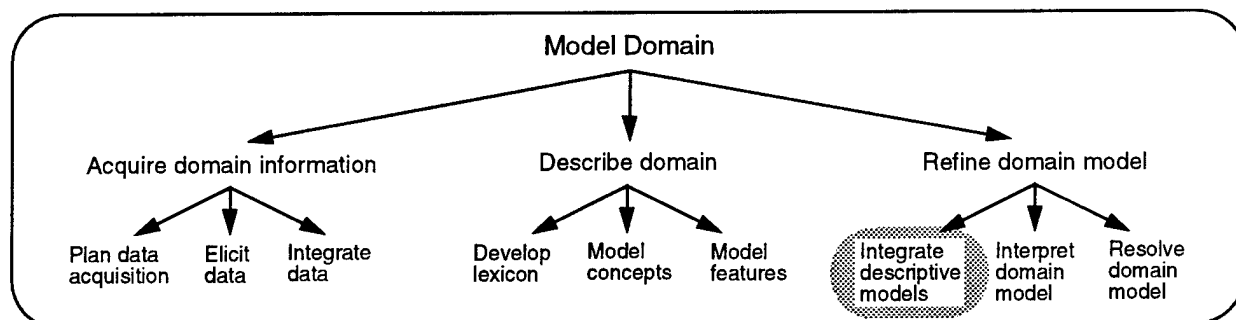 Model Domain
Acquire domain information
Describe domain
Refine domain model
Plan data
acquisition
Elicit
data
Integrate
data
Develop
lexicon
Model
concepts
Model
features
Integrate
descriptive
models
Interpret
domain
model
Resolve
domain
model